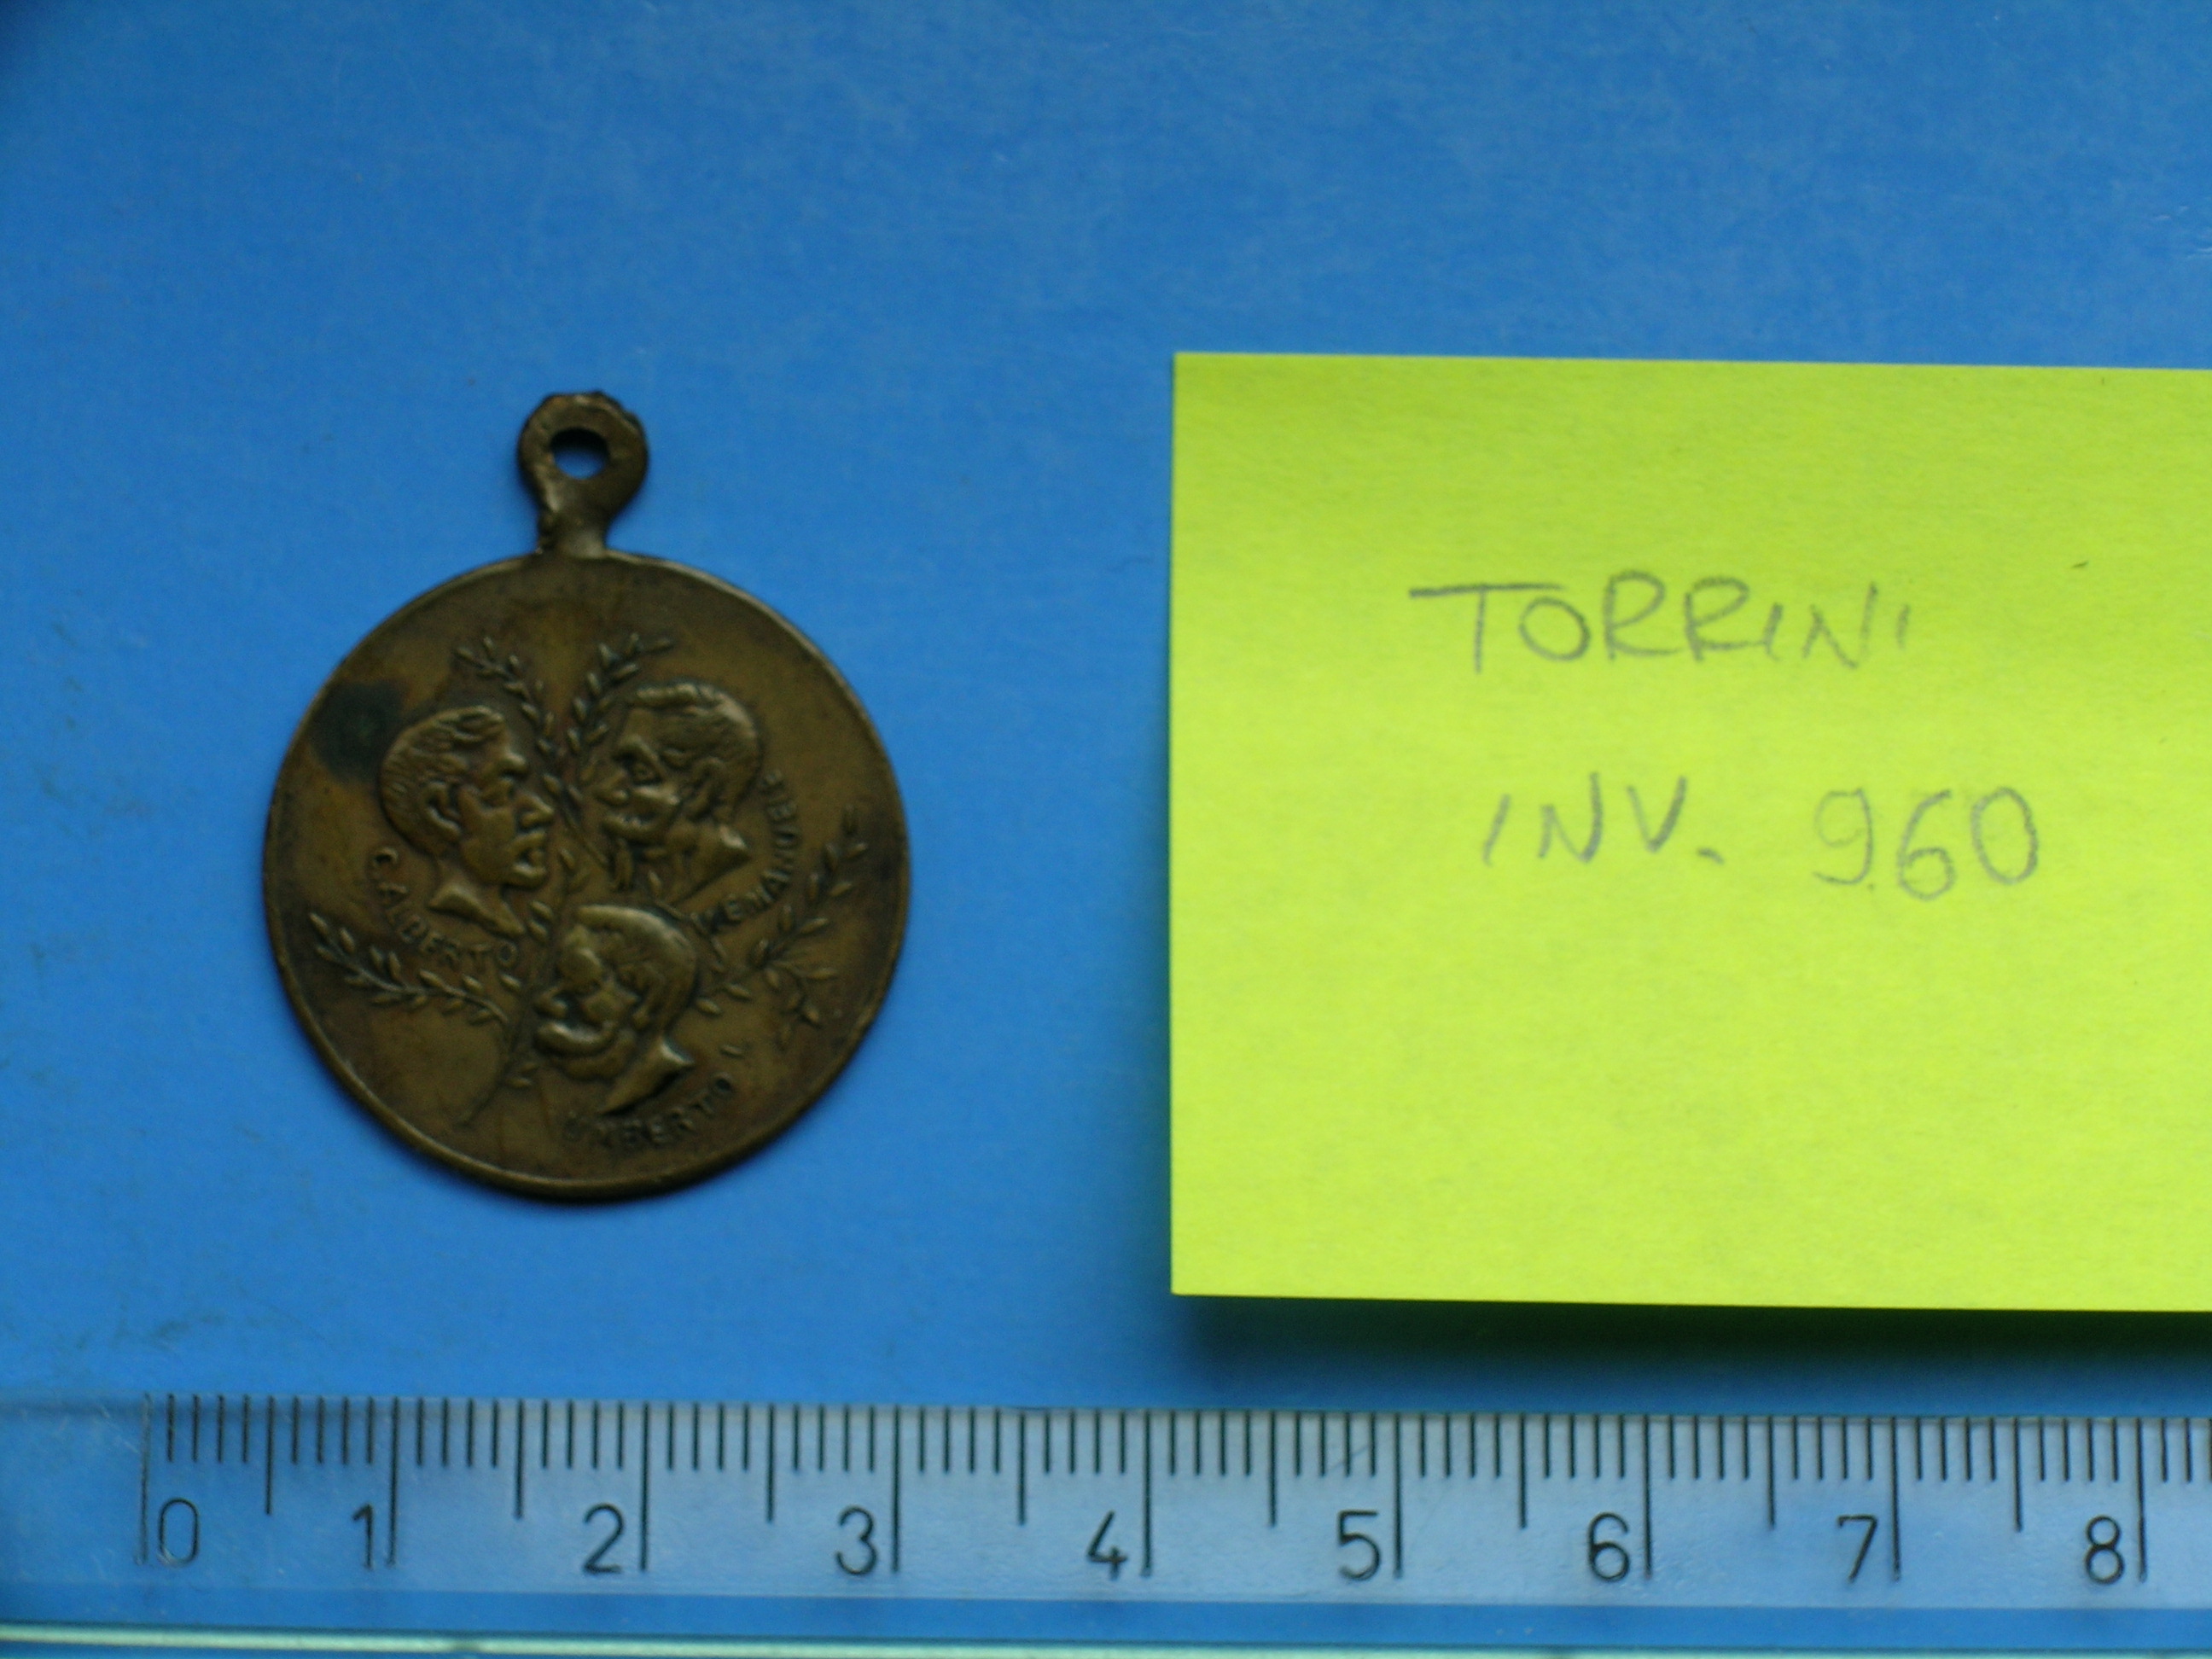 C. ALBERTO
V. EMANUELE
UMBERTO I.
TORRINI
INV. 960
0 1 2 3 4 5 6 7 8